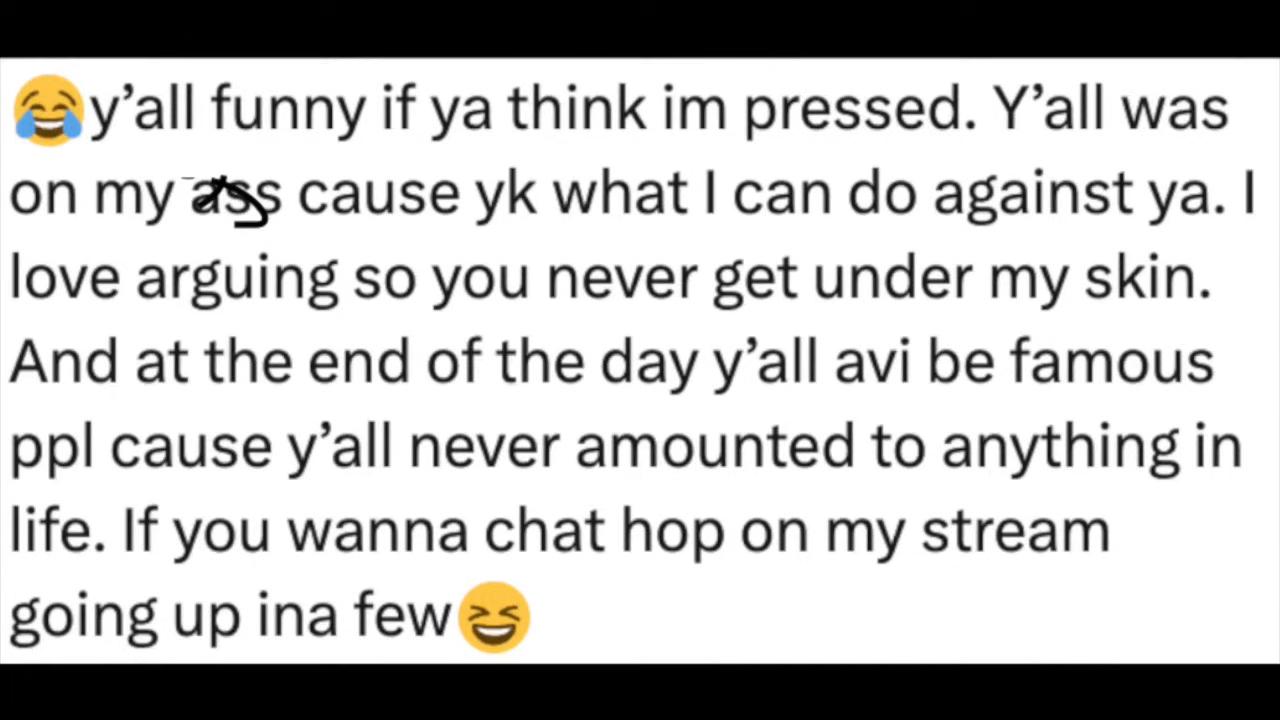 😂y’all funny if ya think im pressed. Y’all was
on my ass cause yk what I can do against ya. I
love arguing so you never get under my skin.
And at the end of the day y’all avi be famous
ppl cause y’all never amounted to anything in
life. If you wanna chat hop on my stream
going up ina few😆